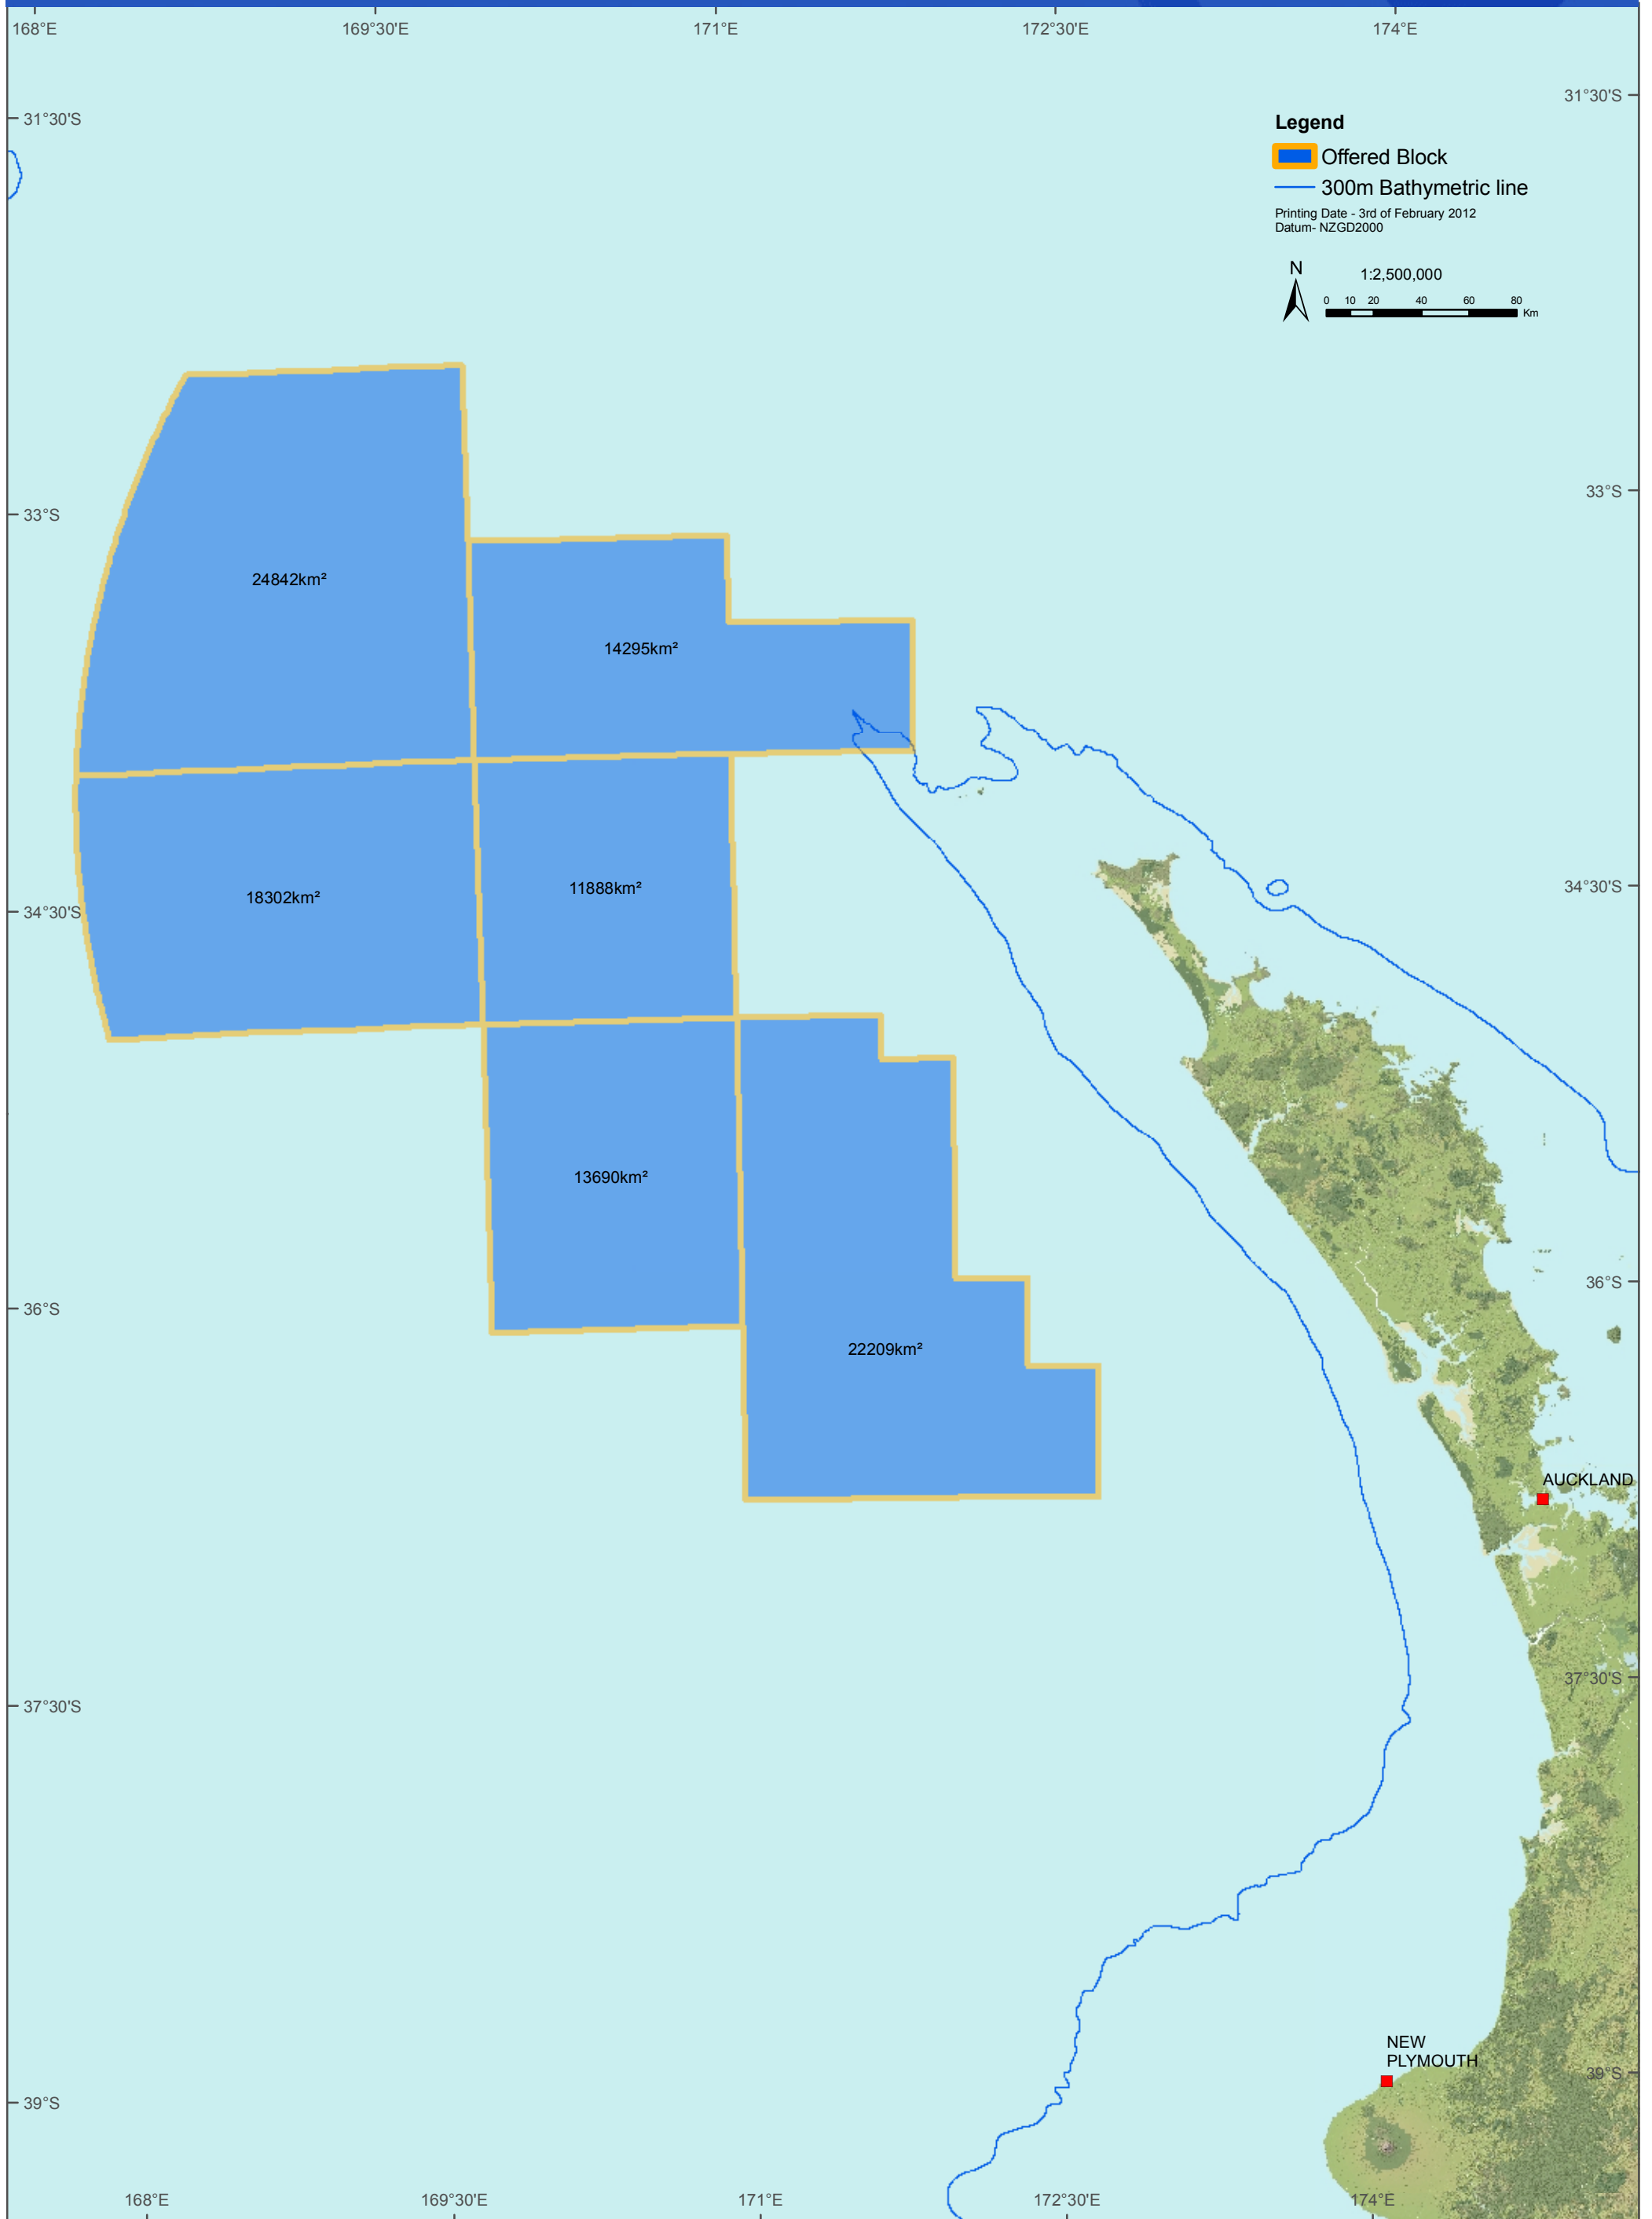 168°E
169°30'E
171°E
172°30'E
174°E
31°30'S
31°30'S
Legend
Offered Block
300m Bathymetric line
Printing Date - 3rd of February 2012
Datum- NZGD2000
N
1:2,500,000
0 10 20 40 60 80
Km
33°S
33°S
24842km²
14295km²
18302km²
11888km²
34°30'S
34°30'S
13690km²
36°S
36°S
22209km²
AUCKLAND
37°30'S
37°30'S
NEW
PLYMOUTH
39°S
39°S
168°E
169°30'E
171°E
172°30'E
174°E